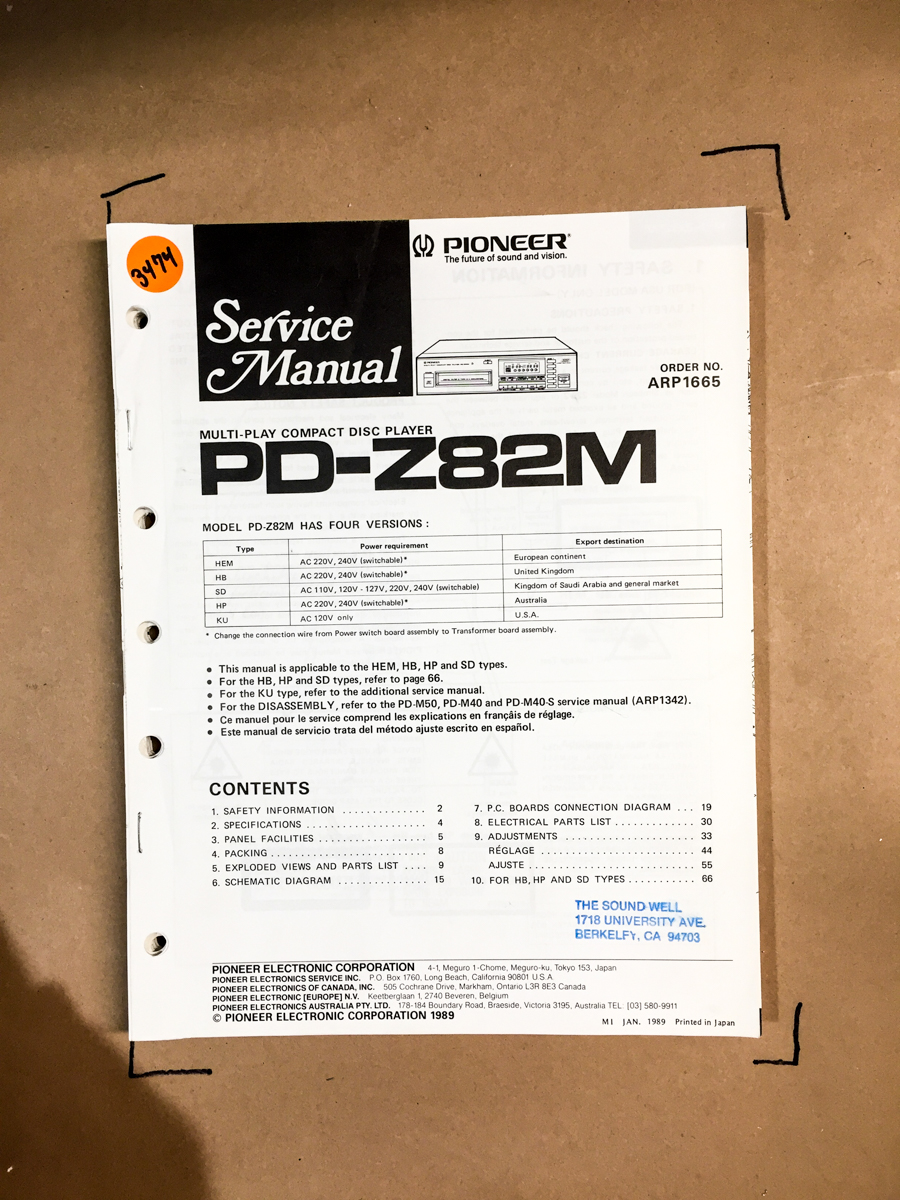 3474
PIONEER®
The future of sound and vision.
Service
Manual
ORDER NO.
ARP1665
MULTI-PLAY COMPACT DISC PLAYER
PD-Z82M
MODEL PD-Z82M HAS FOUR VERSIONS :
Type Power requirement Export destination
HEM AC 220V, 240V (switchable)* European continent
HB AC 220V, 240V (switchable)* United Kingdom
SD AC 110V, 120V - 127V, 220V, 240V (switchable) Kingdom of Saudi Arabia and general market
HP AC 220V, 240V (switchable)* Australia
KU AC 120V only U.S.A.
* Change the connection wire from Power switch board assembly to Transformer board assembly.
● This manual is applicable to the HEM, HB, HP and SD types.
● For the HB, HP and SD types, refer to page 66.
● For the KU type, refer to the additional service manual.
● For the DISASSEMBLY, refer to the PD-M50, PD-M40 and PD-M40-S service manual (ARP1342).
● Ce manuel pour le service comprend les explications en françâis de réglage.
● Este manual de servicio trata del método ajuste escrito en español.
CONTENTS
1. SAFETY INFORMATION .............. 2
2. SPECIFICATIONS .................... 4
3. PANEL FACILITIES .................. 5
4. PACKING .......................... 8
5. EXPLODED VIEWS AND PARTS LIST .... 9
6. SCHEMATIC DIAGRAM ............... 15
7. P.C. BOARDS CONNECTION DIAGRAM ... 19
8. ELECTRICAL PARTS LIST ............. 30
9. ADJUSTMENTS ..................... 33
RÉGLAGE .......................... 44
AJUSTE ............................ 55
10. FOR HB, HP AND SD TYPES ........... 66
THE SOUND WELL
1718 UNIVERSITY AVE.
BERKELEY, CA 94703
PIONEER ELECTRONIC CORPORATION 4-1, Meguro 1-Chome, Meguro-ku, Tokyo 153, Japan
PIONEER ELECTRONICS SERVICE INC. P.O. Box 1760, Long Beach, California 90801 U.S.A.
PIONEER ELECTRONICS OF CANADA, INC. 505 Cochrane Drive, Markham, Ontario L3R 8E3 Canada
PIONEER ELECTRONIC [EUROPE] N.V. Keetberglaan 1, 2740 Beveren, Belgium
PIONEER ELECTRONICS AUSTRALIA PTY. LTD. 178-184 Boundary Road, Braeside, Victoria 3195, Australia TEL. [03] 580-9911
© PIONEER ELECTRONIC CORPORATION 1989
M1 JAN. 1989 Printed in Japan